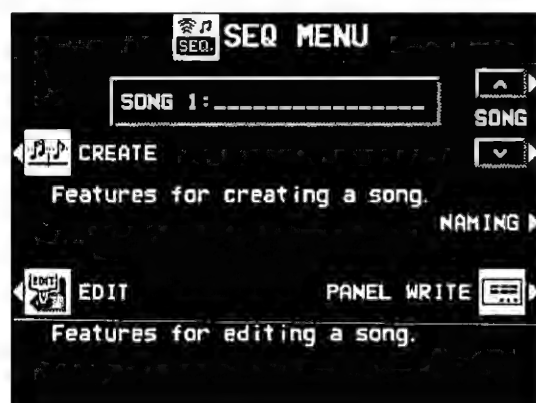 SEQ. SEQ MENU
SONG 1:________________
SONG
CREATE
Features for creating a song.
NAMING
EDIT EDIT
PANEL WRITE
Features for editing a song.